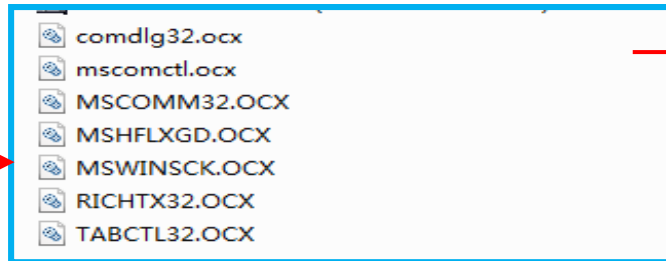 comdlg32.ocx
mscomctl.ocx
MSCOMM32.OCX
MSHFLXGD.OCX
MSWINSCK.OCX
RICHTX32.OCX
TABCTL32.OCX